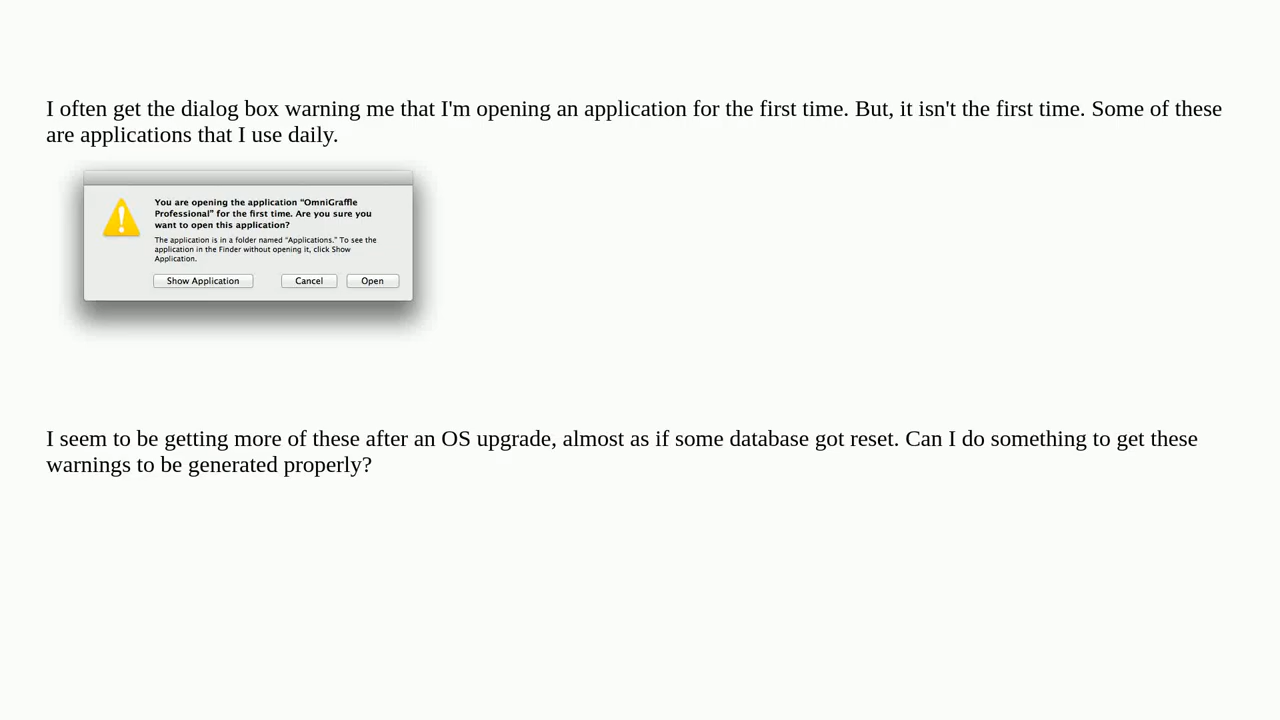 I often get the dialog box warning me that I'm opening an application for the first time. But, it isn't the first time. Some of these
are applications that I use daily.
You are opening the application “OmniGraffle
Professional” for the first time. Are you sure you
want to open this application?
The application is in a folder named “Applications.” To see the
application in the Finder without opening it, click Show
Application.
Show Application Cancel Open
I seem to be getting more of these after an OS upgrade, almost as if some database got reset. Can I do something to get these
warnings to be generated properly?